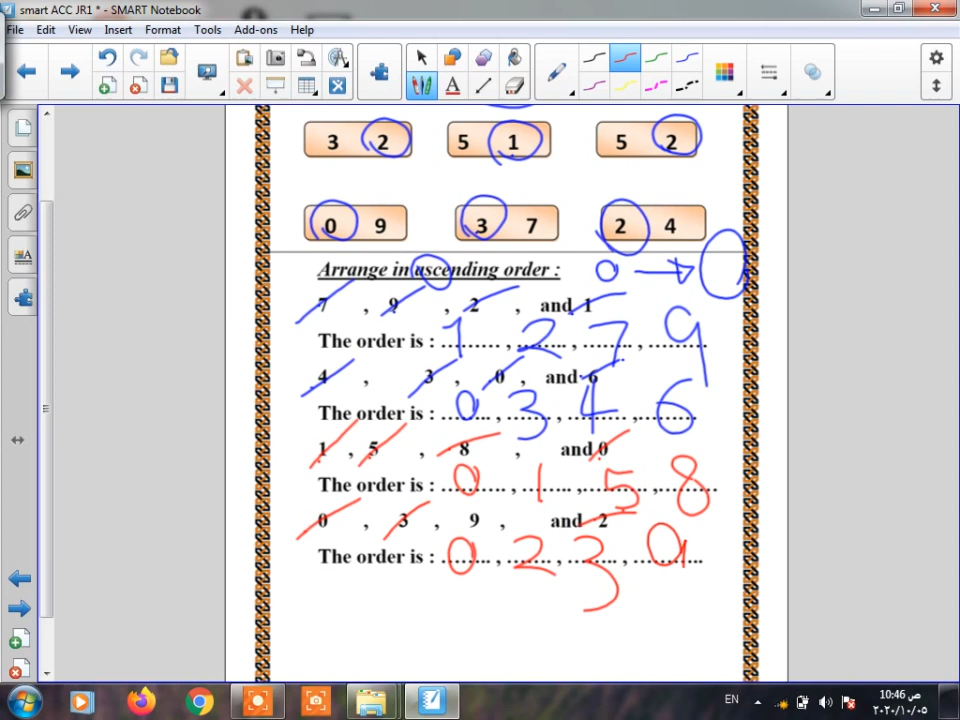 smart ACC JR1 * - SMART Notebook
File Edit View Insert Format Tools Add-ons Help
3 2 5 1 5 2
0 9 3 7 2 4
Arrange in ascending order :
0 →
7 , 9 , 2 , and 1
The order is : ......... 1 , ........ 2 , ........ 7 , ......... 9
4 , 3 , 0 , and 6
The order is : ........ 0 , ....... 3 , ......... 4 ,......... 6
1 , 5 , 8 , and 0
The order is : .......... 0 , ........ 1 ,.......... 5 ,......... 8
0 , 3 , 9 , and 2
The order is : ........ 0 , ....... 2 , ........ 3 , ........... 9
EN
10:46 ص
٢٠٢٠/١٠/٠٥